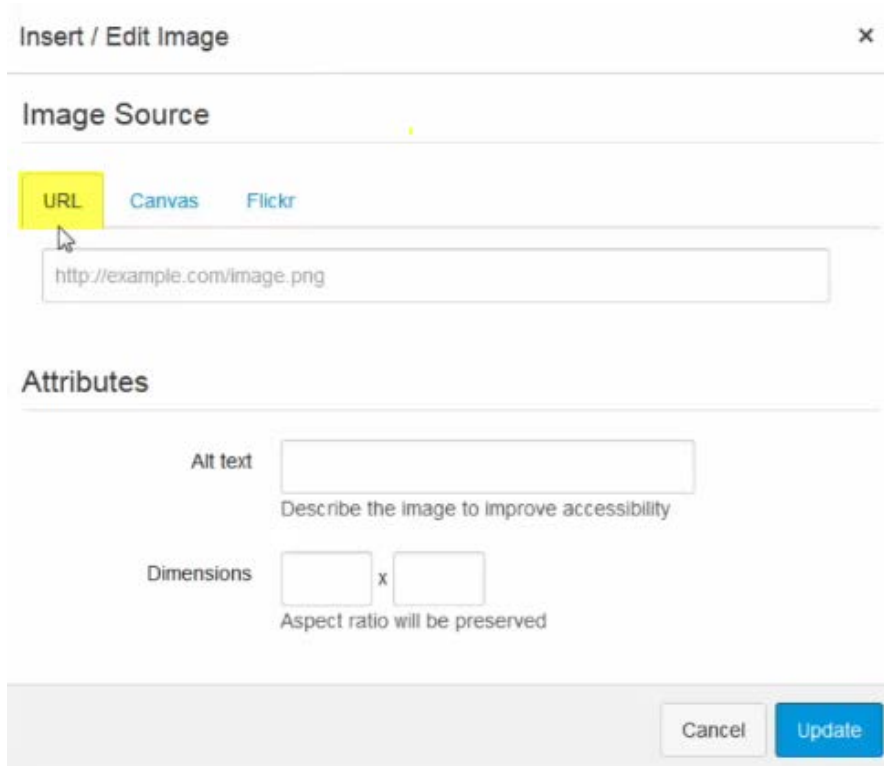 Insert / Edit Image ×
Image Source
URL Canvas Flickr
http://example.com/image.png
Attributes
Alt text
Describe the image to improve accessibility
Dimensions x
Aspect ratio will be preserved
Cancel Update